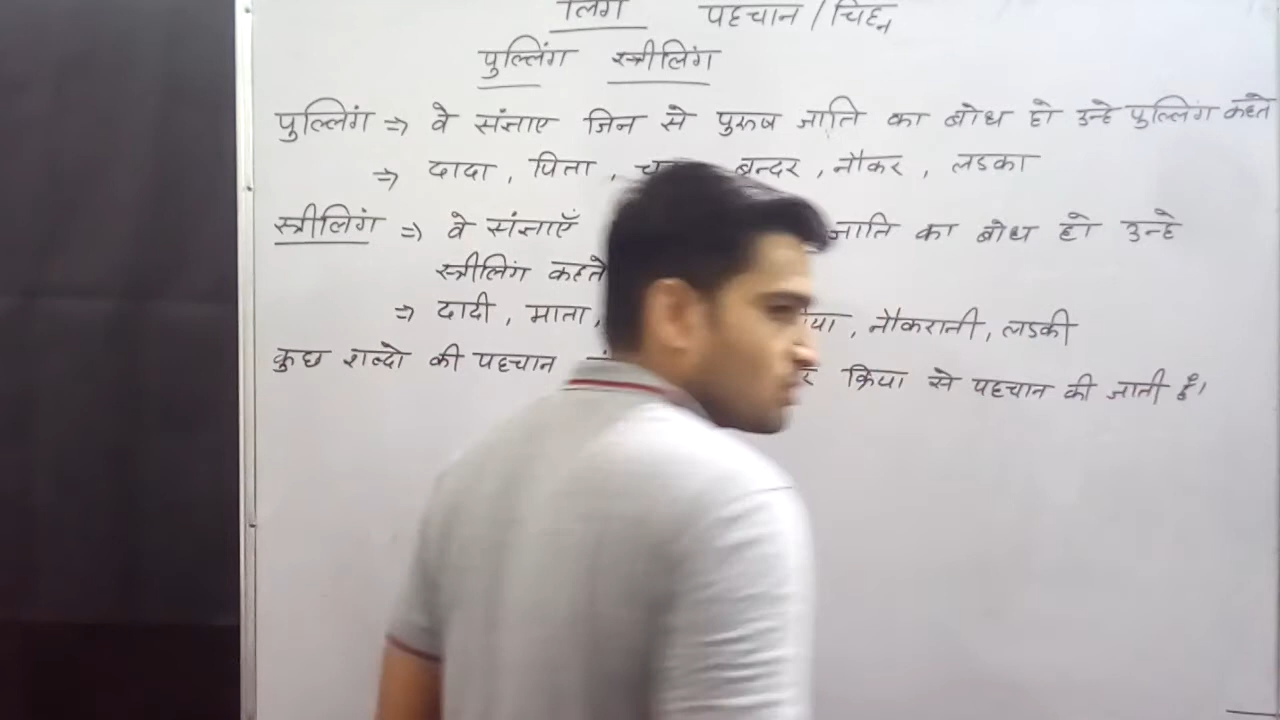 लिंग पहचान / चिह्न
पुल्लिंग स्त्रीलिंग
पुल्लिंग => वे संज्ञाए जिन से पुरूष जाति का बोध हो उन्हे पुल्लिंग कहते
=> दादा , पिता , बन्दर , नौकर , लडका
स्त्रीलिंग => वे संज्ञाएँ जाति का बोध हो उन्हे
स्त्रीलिंग कहते
=> दादी , माता , नौकरानी , लडकी
कुछ शब्दो की पहचान क्रिया से पहचान की जाती है।